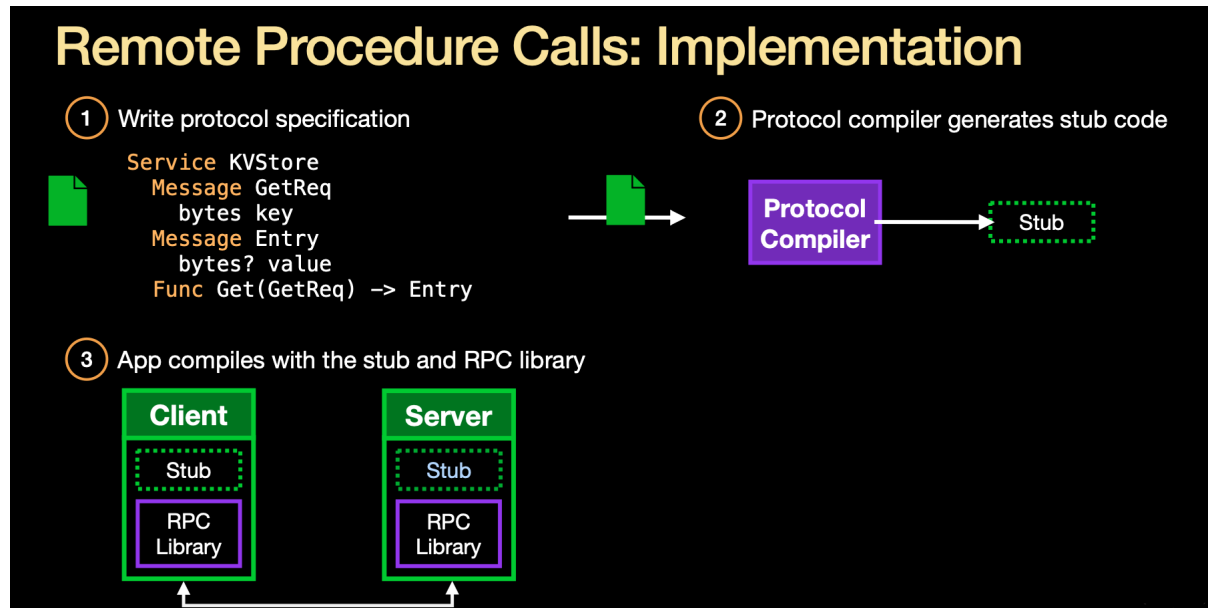 Remote Procedure Calls: Implementation
1 Write protocol specification
Service KVStore
Message GetReq
bytes key
Message Entry
bytes? value
Func Get(GetReq) -> Entry
2 Protocol compiler generates stub code
Protocol
Compiler
Stub
3 App compiles with the stub and RPC library
Client
Stub
RPC
Library
Server
Stub
RPC
Library